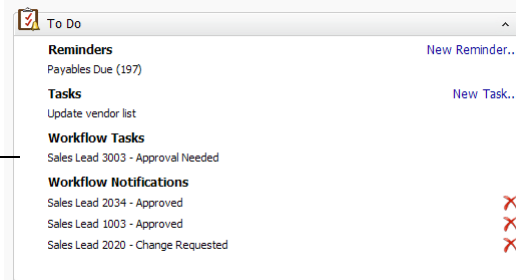 To Do
Reminders New Reminder..
Payables Due (197)
Tasks New Task..
Update vendor list
Workflow Tasks
Sales Lead 3003 - Approval Needed
Workflow Notifications
Sales Lead 2034 - Approved
Sales Lead 1003 - Approved
Sales Lead 2020 - Change Requested